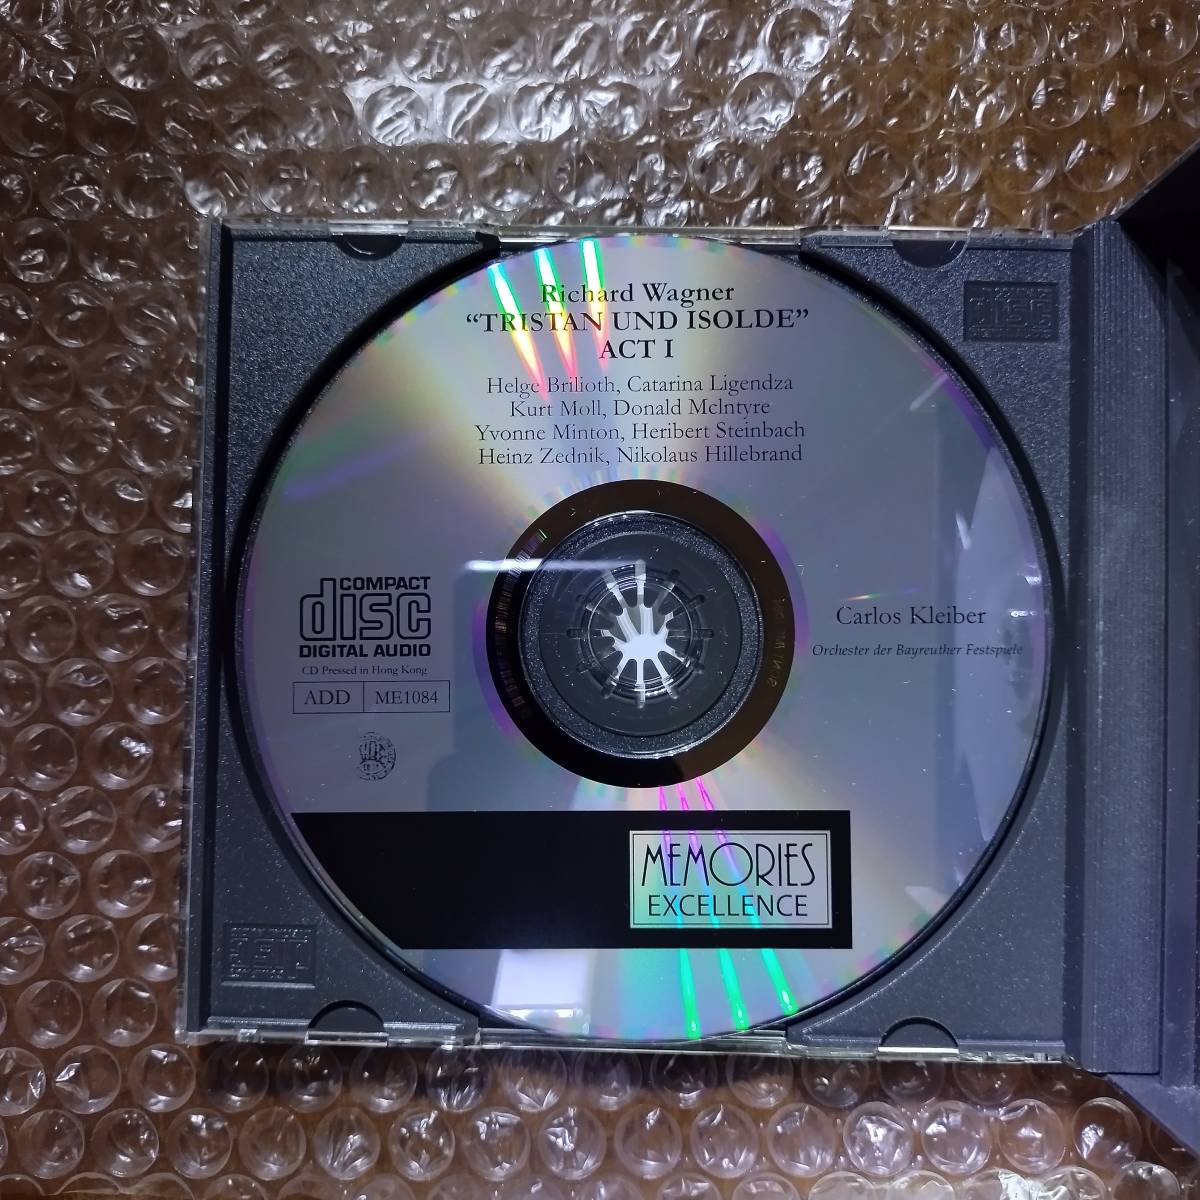 Richard Wagner
“TRISTAN UND ISOLDE”
ACT I
Helge Brilioth, Catarina Ligendza
Kurt Moll, Donald McIntyre
Yvonne Minton, Heribert Steinbach
Heinz Zednik, Nikolaus Hillebrand
COMPACT
disc
DIGITAL AUDIO
CD Pressed in Hong Kong
ADD ME1084
Carlos Kleiber
Orchester der Bayreuther Festspiele
MEMORIES
EXCELLENCE